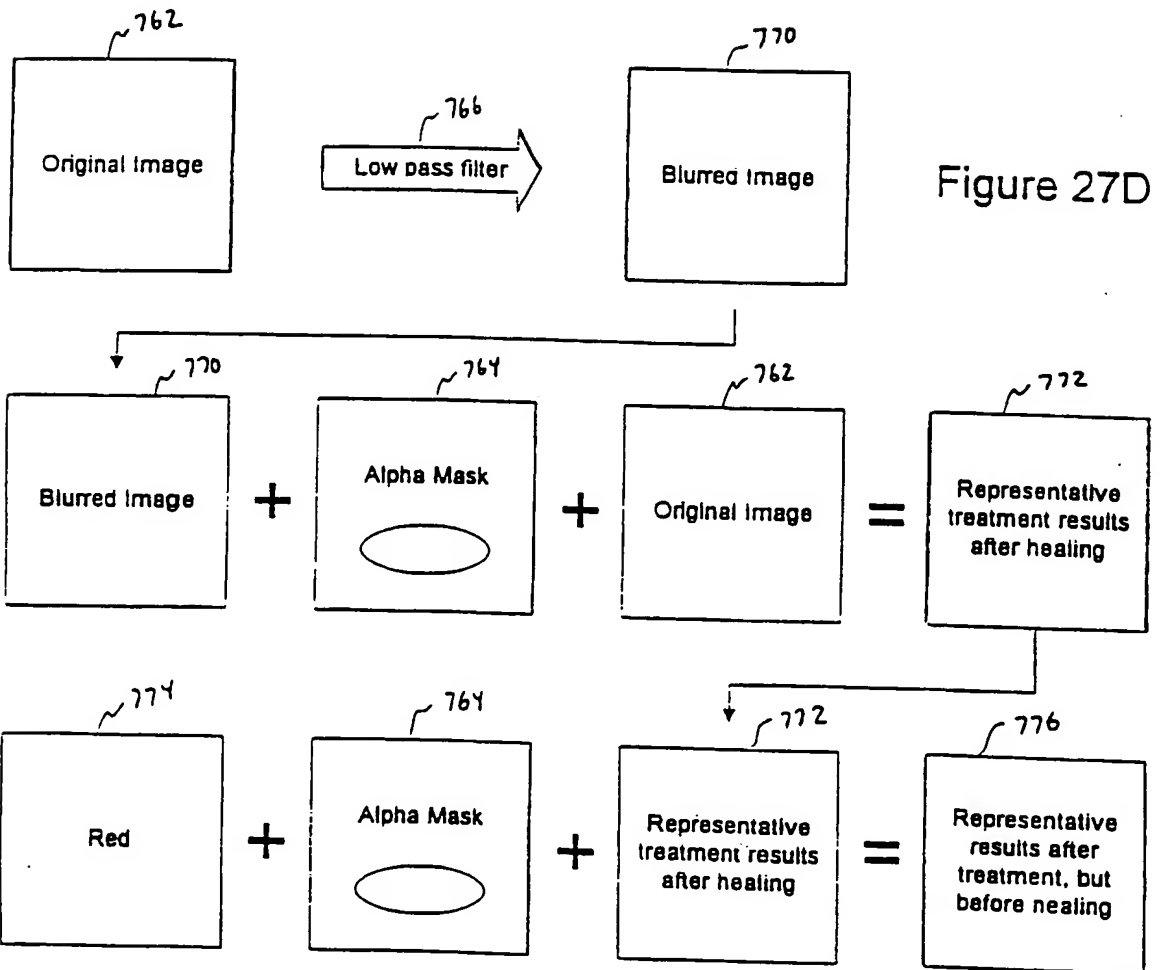 762
770
766
Original Image
Low pass filter
Blurred Image
Figure 27D
770
764
762
772
Blurred Image
+
Alpha Mask
+
Original Image
=
Representative
treatment results
after healing
774
764
772
776
Red
+
Alpha Mask
+
Representative
treatment results
after healing
=
Representative
results after
treatment, but
before nealing